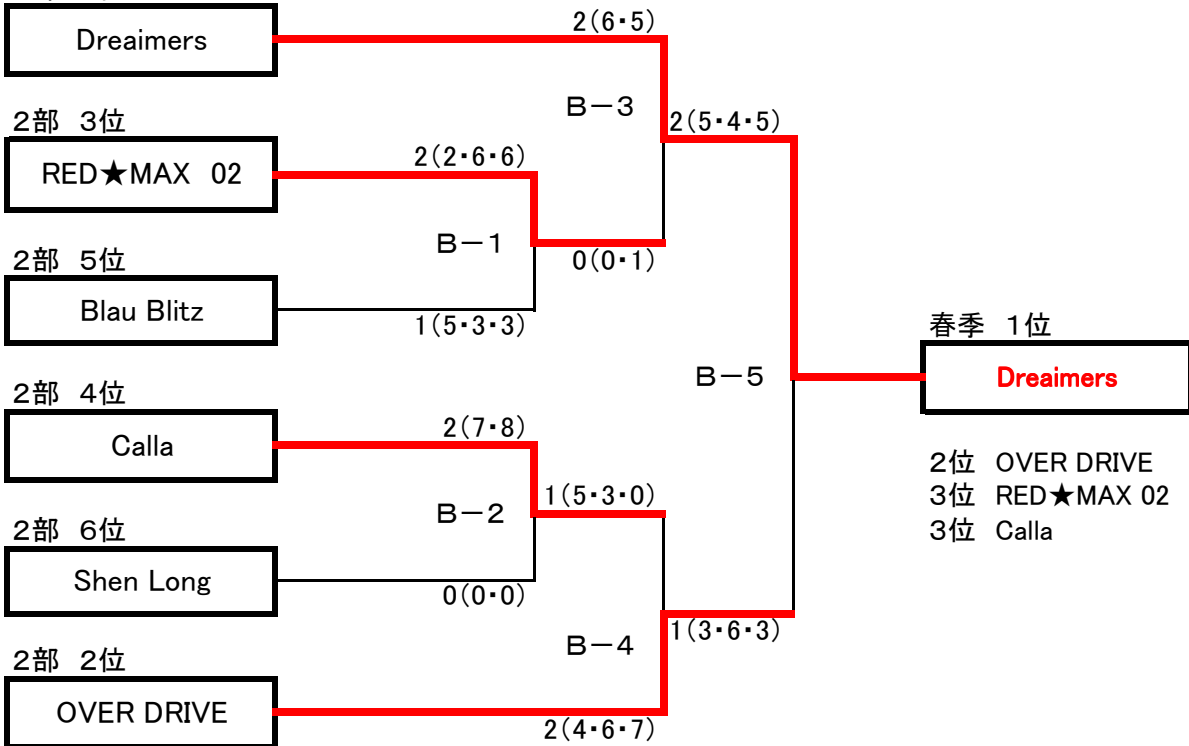 Dreaimers
2(6・5)
B－3
2部 3位
2(5・4・5)
RED★MAX 02
2(2・6・6)
B－1
2部 5位
0(0・1)
Blau Blitz
1(5・3・3)
春季 1位
B－5
Dreaimers
2部 4位
Calla
2(7・8)
2位 OVER DRIVE
1(5・3・0)
3位 RED★MAX 02
B－2
2部 6位
3位 Calla
Shen Long
0(0・0)
1(3・6・3)
B－4
2部 2位
OVER DRIVE
2(4・6・7)